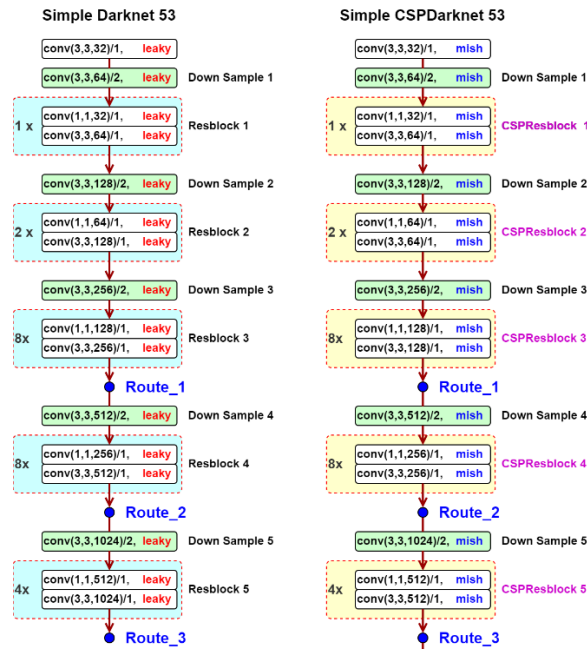 Simple Darknet 53
conv(3,3,32)/1, leaky
conv(3,3,64)/2, leaky
Down Sample 1
1 x
conv(1,1,32)/1, leaky
conv(3,3,64)/1, leaky
Resblock 1
conv(3,3,128)/2, leaky
Down Sample 2
2 x
conv(1,1,64)/1, leaky
conv(3,3,128)/1, leaky
Resblock 2
conv(3,3,256)/2, leaky
Down Sample 3
8x
conv(1,1,128)/1, leaky
conv(3,3,256)/1, leaky
Resblock 3
Route_1
conv(3,3,512)/2, leaky
Down Sample 4
8x
conv(1,1,256)/1, leaky
conv(3,3,512)/1, leaky
Resblock 4
Route_2
conv(3,3,1024)/2, leaky
Down Sample 5
4x
conv(1,1,512)/1, leaky
conv(3,3,1024)/1, leaky
Resblock 5
Route_3
Simple CSPDarknet 53
conv(3,3,32)/1, mish
conv(3,3,64)/2, mish
Down Sample 1
1 x
conv(1,1,32)/1, mish
conv(3,3,64)/1, mish
CSPResblock 1
conv(3,3,128)/2, mish
Down Sample 2
2 x
conv(1,1,64)/1, mish
conv(3,3,64)/1, mish
CSPResblock 2
conv(3,3,256)/2, mish
Down Sample 3
8x
conv(1,1,128)/1, mish
conv(3,3,128)/1, mish
CSPResblock 3
Route_1
conv(3,3,512)/2, mish
Down Sample 4
8x
conv(1,1,256)/1, mish
conv(3,3,256)/1, mish
CSPResblock 4
Route_2
conv(3,3,1024)/2, mish
Down Sample 5
4x
conv(1,1,512)/1, mish
conv(3,3,512)/1, mish
CSPResblock 5
Route_3